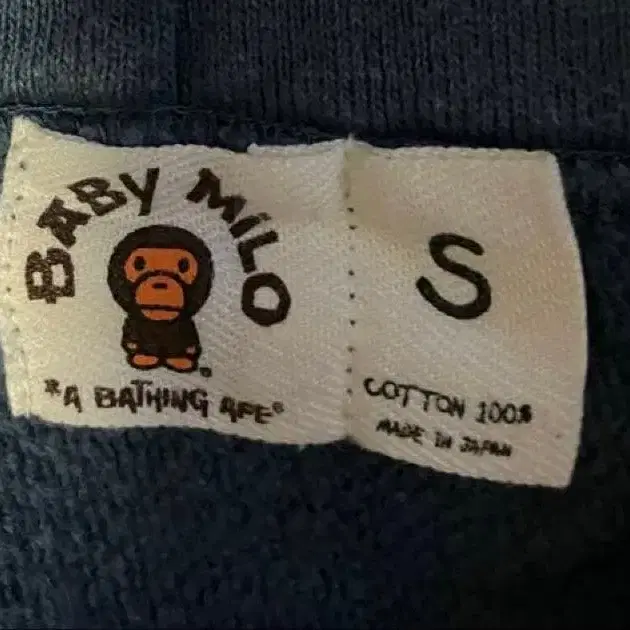 BABY MiLO
S
*A BATHING APE®
COTTON 100%
MADE IN JAPAN